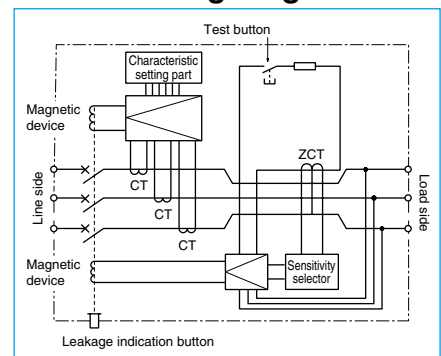 Test button
Characteristic
setting part
Magnetic
device
ZCT
CT
CT
CT
Line side
Load side
Magnetic
device
Sensitivity
selector
Leakage indication button